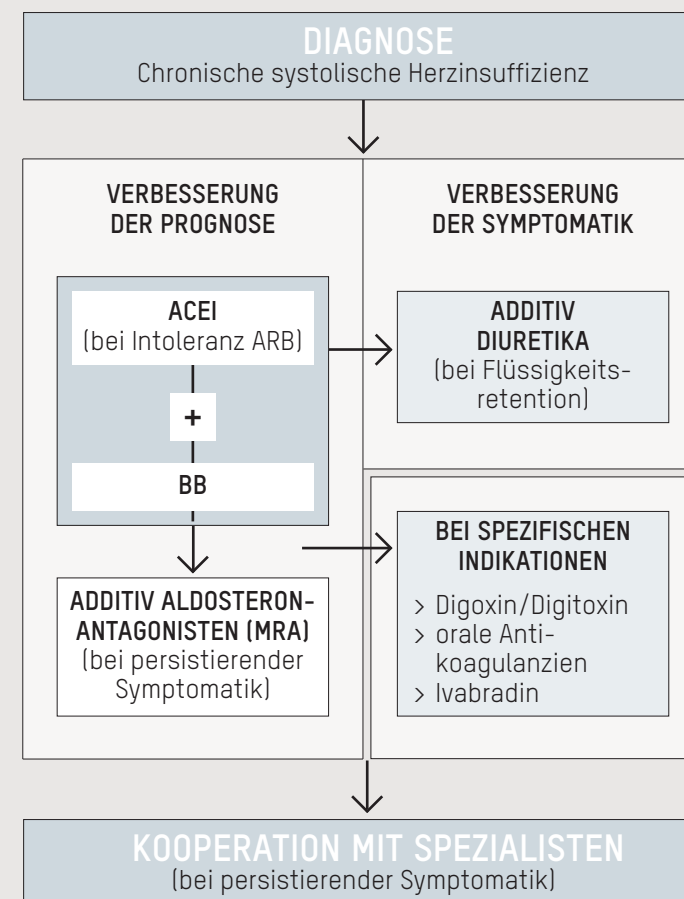 DIAGNOSE
Chronische systolische Herzinsuffizienz
VERBESSERUNG
DER PROGNOSE
ACEI
(bei Intoleranz ARB)
+
BB
ADDITIV ALDOSTERON-
ANTAGONISTEN (MRA)
(bei persistierender
Symptomatik)
VERBESSERUNG
DER SYMPTOMATIK
ADDITIV
DIURETIKA
(bei Flüssigkeits-
retention)
BEI SPEZIFISCHEN
INDIKATIONEN
> Digoxin/Digitoxin
> orale Anti-
koagulanzien
> Ivabradin
KOOPERATION MIT SPEZIALISTEN
(bei persistierender Symptomatik)